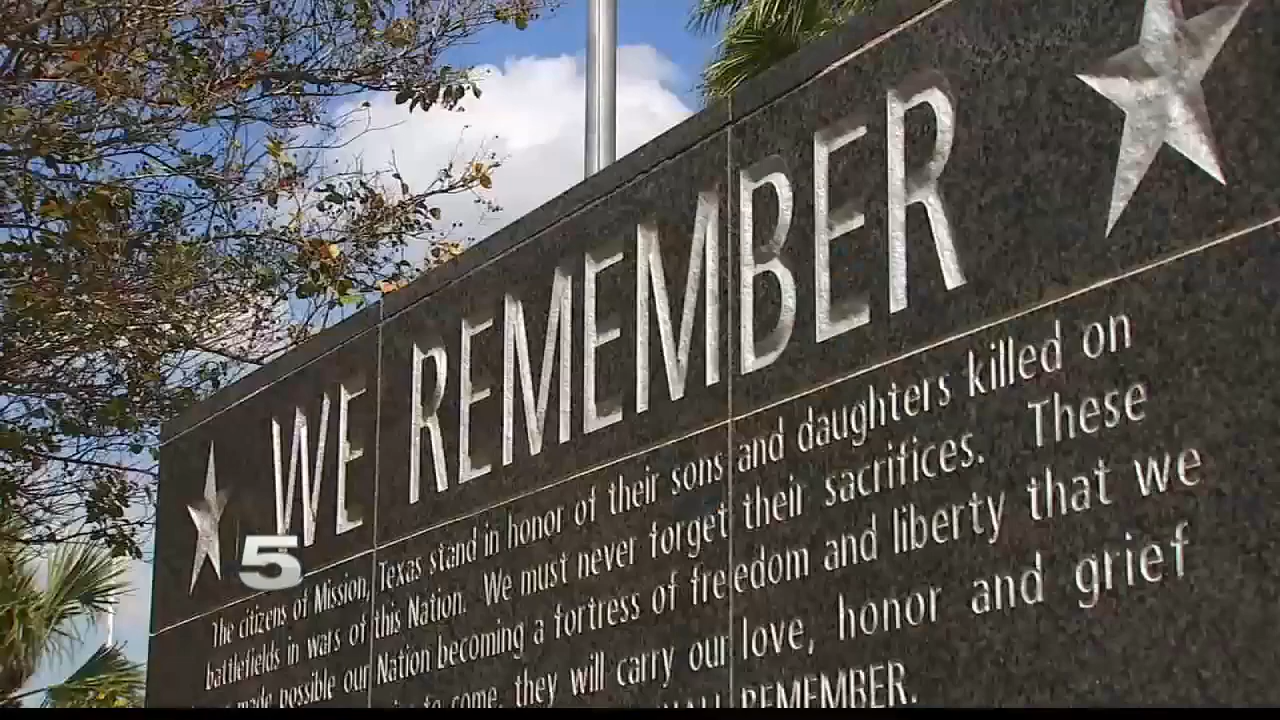 WE REMEMBER
The citizens of Mission, Texas stand in honor of their sons and daughters killed on
battlefields in wars of this Nation. We must never forget their sacrifices. These
made possible our Nation becoming a fortress of freedom and liberty that we
to come, they will carry our love, honor and grief
REMEMBER.
5